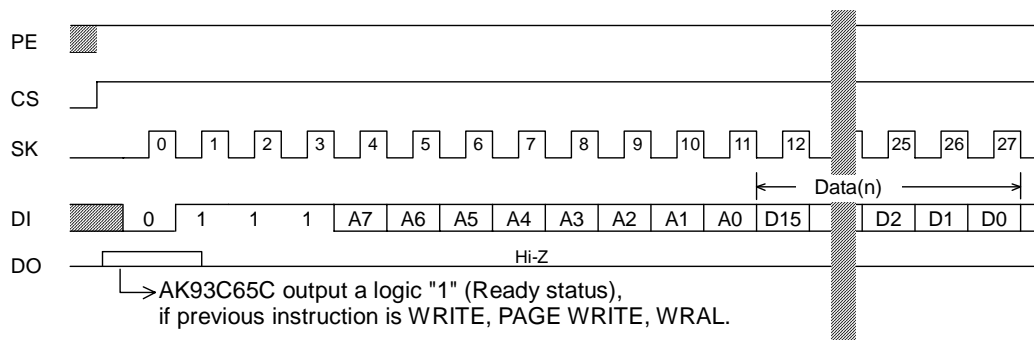 PE
CS
SK 0 1 2 3 4 5 6 7 8 9 10 11 12 25 26 27
Data(n)
DI 0 1 1 1 A7 A6 A5 A4 A3 A2 A1 A0 D15 D2 D1 D0
Hi-Z
DO
AK93C65C output a logic "1" (Ready status),
if previous instruction is WRITE, PAGE WRITE, WRAL.